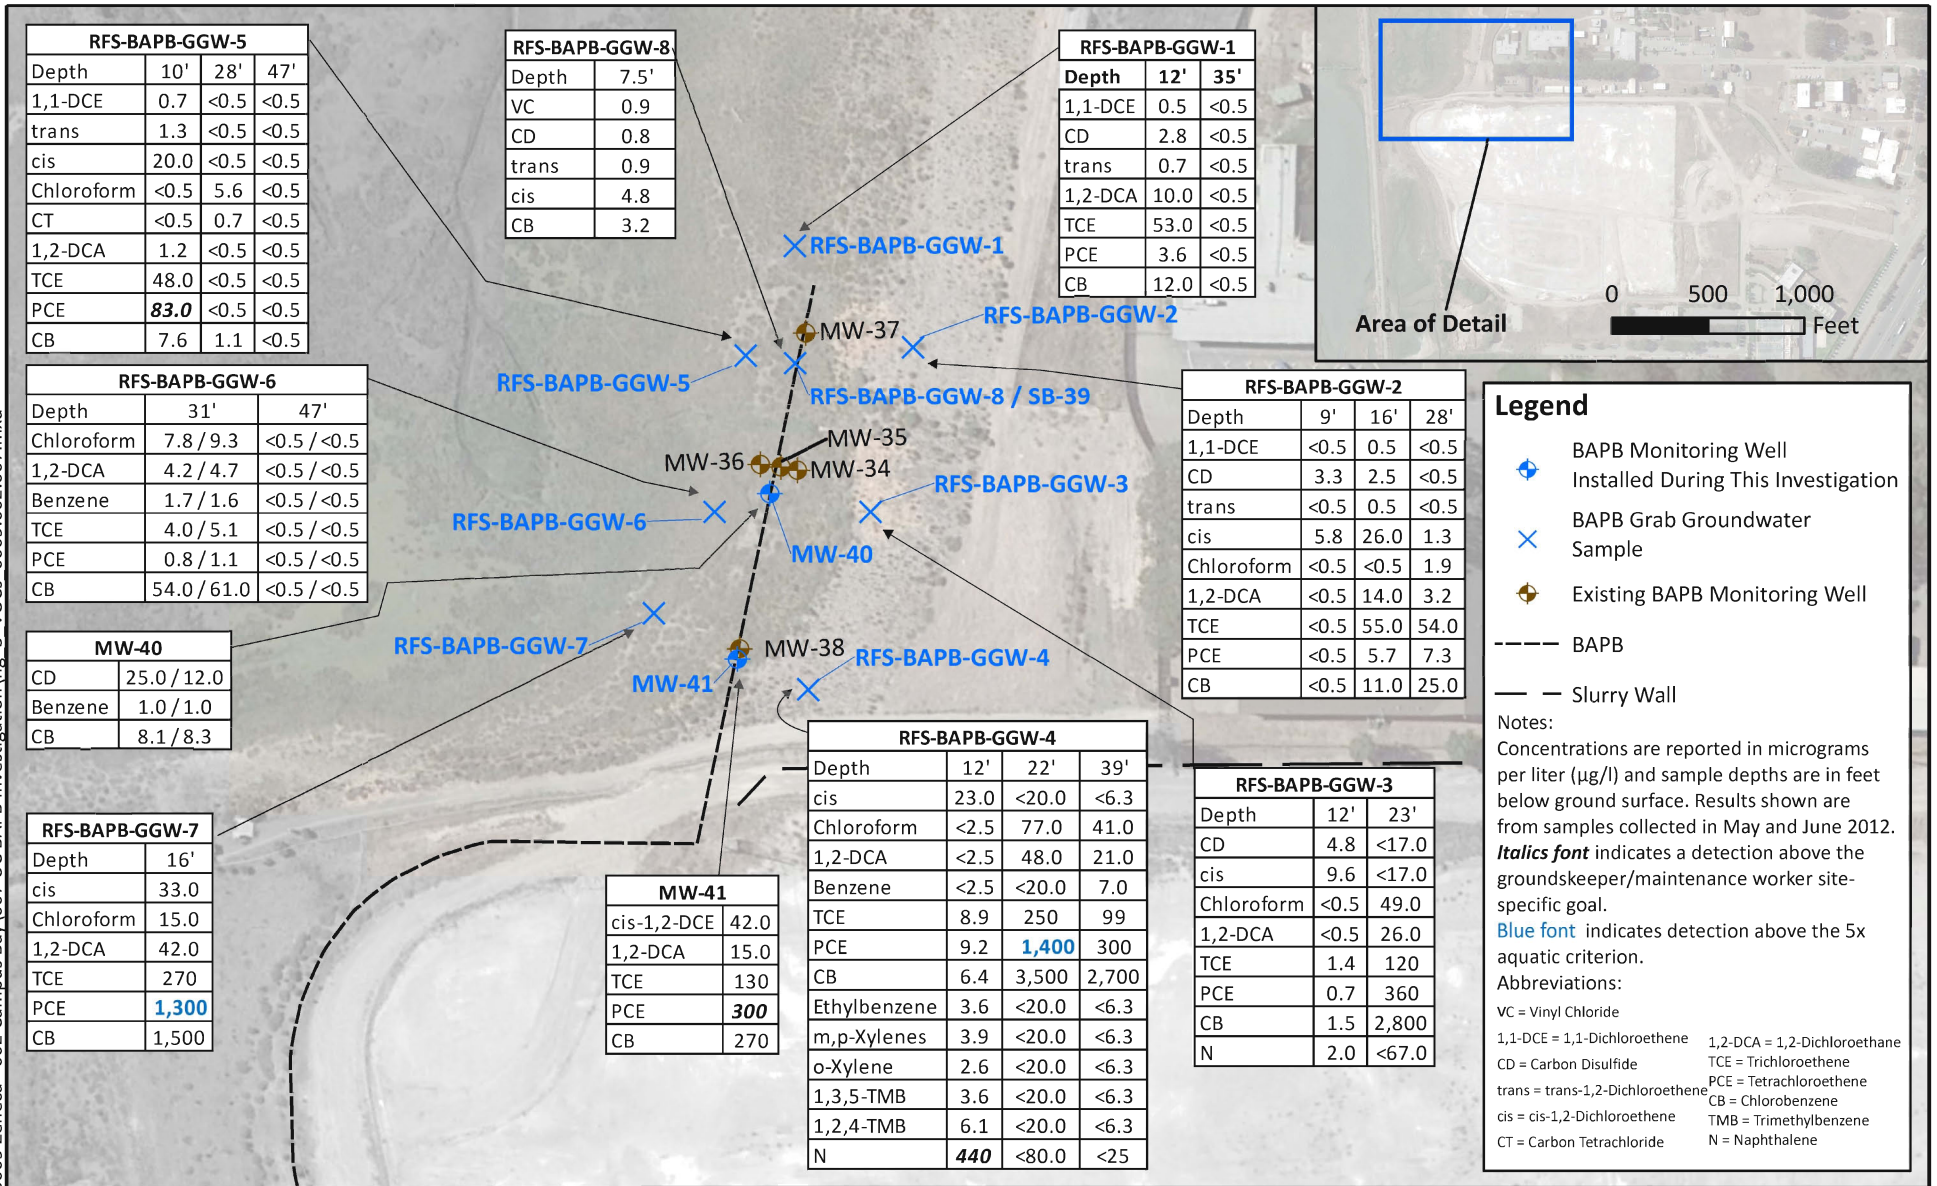 RFS-BAPB-GGW-5
Depth 10' 28' 47'
1,1-DCE 0.7 <0.5 <0.5
trans 1.3 <0.5 <0.5
cis 20.0 <0.5 <0.5
Chloroform <0.5 5.6 <0.5
CT <0.5 0.7 <0.5
1,2-DCA 1.2 <0.5 <0.5
TCE 48.0 <0.5 <0.5
PCE 83.0 <0.5 <0.5
CB 7.6 1.1 <0.5
RFS-BAPB-GGW-8
Depth 7.5'
VC 0.9
CD 0.8
trans 0.9
cis 4.8
CB 3.2
RFS-BAPB-GGW-1
Depth 12' 35'
1,1-DCE 0.5 <0.5
CD 2.8 <0.5
trans 0.7 <0.5
1,2-DCA 10.0 <0.5
TCE 53.0 <0.5
PCE 3.6 <0.5
CB 12.0 <0.5
0 500 1,000
Feet
Area of Detail
RFS-BAPB-GGW-1
RFS-BAPB-GGW-2
MW-37
RFS-BAPB-GGW-5
RFS-BAPB-GGW-8 / SB-39
MW-35
MW-36
MW-34
RFS-BAPB-GGW-3
RFS-BAPB-GGW-6
MW-40
RFS-BAPB-GGW-7
MW-38
RFS-BAPB-GGW-4
MW-41
RFS-BAPB-GGW-6
Depth 31' 47'
Chloroform 7.8 / 9.3 <0.5 / <0.5
1,2-DCA 4.2 / 4.7 <0.5 / <0.5
Benzene 1.7 / 1.6 <0.5 / <0.5
TCE 4.0 / 5.1 <0.5 / <0.5
PCE 0.8 / 1.1 <0.5 / <0.5
CB 54.0 / 61.0 <0.5 / <0.5
RFS-BAPB-GGW-2
Depth 9' 16' 28'
1,1-DCE <0.5 0.5 <0.5
CD 3.3 2.5 <0.5
trans <0.5 0.5 <0.5
cis 5.8 26.0 1.3
Chloroform <0.5 <0.5 1.9
1,2-DCA <0.5 14.0 3.2
TCE <0.5 55.0 54.0
PCE <0.5 5.7 7.3
CB <0.5 11.0 25.0
MW-40
CD 25.0 / 12.0
Benzene 1.0 / 1.0
CB 8.1 / 8.3
RFS-BAPB-GGW-7
Depth 16'
cis 33.0
Chloroform 15.0
1,2-DCA 42.0
TCE 270
PCE 1,300
CB 1,500
MW-41
cis-1,2-DCE 42.0
1,2-DCA 15.0
TCE 130
PCE 300
CB 270
RFS-BAPB-GGW-4
Depth 12' 22' 39'
cis 23.0 <20.0 <6.3
Chloroform <2.5 77.0 41.0
1,2-DCA <2.5 48.0 21.0
Benzene <2.5 <20.0 7.0
TCE 8.9 250 99
PCE 9.2 1,400 300
CB 6.4 3,500 2,700
Ethylbenzene 3.6 <20.0 <6.3
m,p-Xylenes 3.9 <20.0 <6.3
o-Xylene 2.6 <20.0 <6.3
1,3,5-TMB 3.6 <20.0 <6.3
1,2,4-TMB 6.1 <20.0 <6.3
N 440 <80.0 <25
RFS-BAPB-GGW-3
Depth 12' 23'
CD 4.8 <17.0
cis 9.6 <17.0
Chloroform <0.5 49.0
1,2-DCA <0.5 26.0
TCE 1.4 120
PCE 0.7 360
CB 1.5 2,800
N 2.0 <67.0
Legend
BAPB Monitoring Well
Installed During This Investigation
BAPB Grab Groundwater
Sample
Existing BAPB Monitoring Well
BAPB
Slurry Wall
Notes:
Concentrations are reported in micrograms
per liter (µg/l) and sample depths are in feet
below ground surface. Results shown are
from samples collected in May and June 2012.
Italics font indicates a detection above the
groundskeeper/maintenance worker site-
specific goal.
Blue font indicates detection above the 5x
aquatic criterion.
Abbreviations:
VC = Vinyl Chloride
1,1-DCE = 1,1-Dichloroethene
CD = Carbon Disulfide
trans = trans-1,2-Dichloroethene
cis = cis-1,2-Dichloroethene
CT = Carbon Tetrachloride
1,2-DCA = 1,2-Dichloroethane
TCE = Trichloroethene
PCE = Tetrachloroethene
CB = Chlorobenzene
TMB = Trimethylbenzene
N = Naphthalene